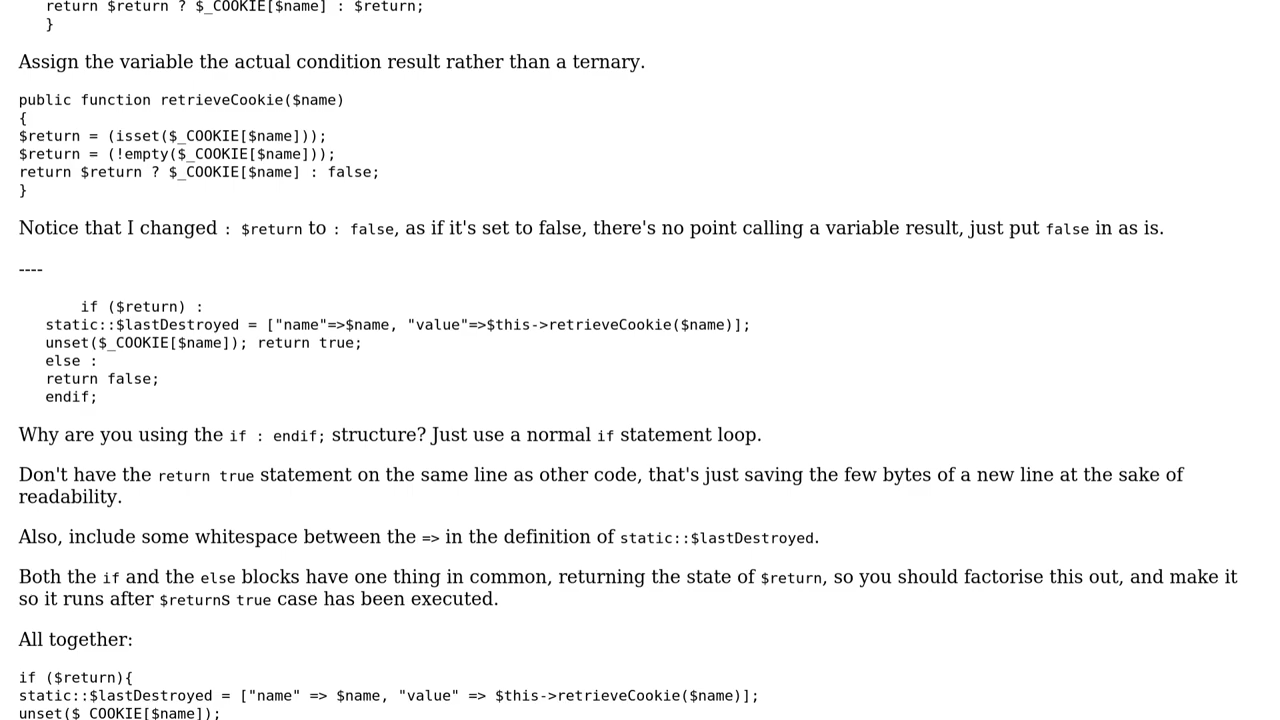 return $return ? $_COOKIE[$name] : $return;
}
Assign the variable the actual condition result rather than a ternary.
public function retrieveCookie($name)
{
$return = (isset($_COOKIE[$name]));
$return = (!empty($_COOKIE[$name]));
return $return ? $_COOKIE[$name] : false;
}
Notice that I changed : $return to : false, as if it's set to false, there's no point calling a variable result, just put false in as is.
----
if ($return) :
static::$lastDestroyed = ["name"=>$name, "value"=>$this->retrieveCookie($name)];
unset($_COOKIE[$name]); return true;
else :
return false;
endif;
Why are you using the if : endif; structure? Just use a normal if statement loop.
Don't have the return true statement on the same line as other code, that's just saving the few bytes of a new line at the sake of
readability.
Also, include some whitespace between the => in the definition of static::$lastDestroyed.
Both the if and the else blocks have one thing in common, returning the state of $return, so you should factorise this out, and make it
so it runs after $returns true case has been executed.
All together:
if ($return){
static::$lastDestroyed = ["name" => $name, "value" => $this->retrieveCookie($name)];
unset($_COOKIE[$name]);